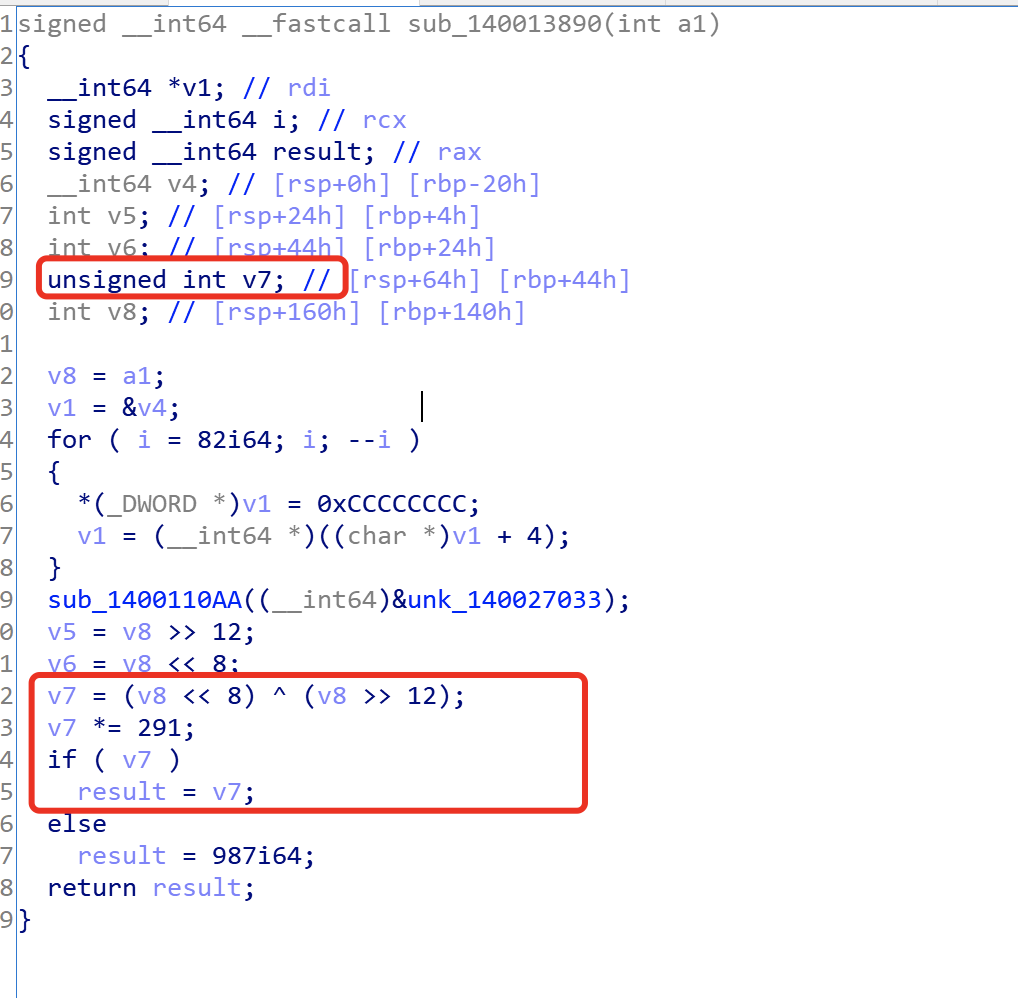 1 signed __int64 __fastcall sub_140013890(int a1)
2 {
3   __int64 *v1; // rdi
4   signed __int64 i; // rcx
5   signed __int64 result; // rax
6   __int64 v4; // [rsp+0h] [rbp-20h]
7   int v5; // [rsp+24h] [rbp+4h]
8   int v6; // [rsp+44h] [rbp+24h]
9   unsigned int v7; // [rsp+64h] [rbp+44h]
0   int v8; // [rsp+160h] [rbp+140h]
1
2   v8 = a1;
3   v1 = &v4;
4   for ( i = 82i64; i; --i )
5   {
6     *(_DWORD *)v1 = 0xCCCCCCCC;
7     v1 = (__int64 *)((char *)v1 + 4);
8   }
9   sub_1400110AA((__int64)&unk_140027033);
0   v5 = v8 >> 12;
1   v6 = v8 << 8;
2   v7 = (v8 << 8) ^ (v8 >> 12);
3   v7 *= 291;
4   if ( v7 )
5     result = v7;
6   else
7     result = 987i64;
8   return result;
9 }